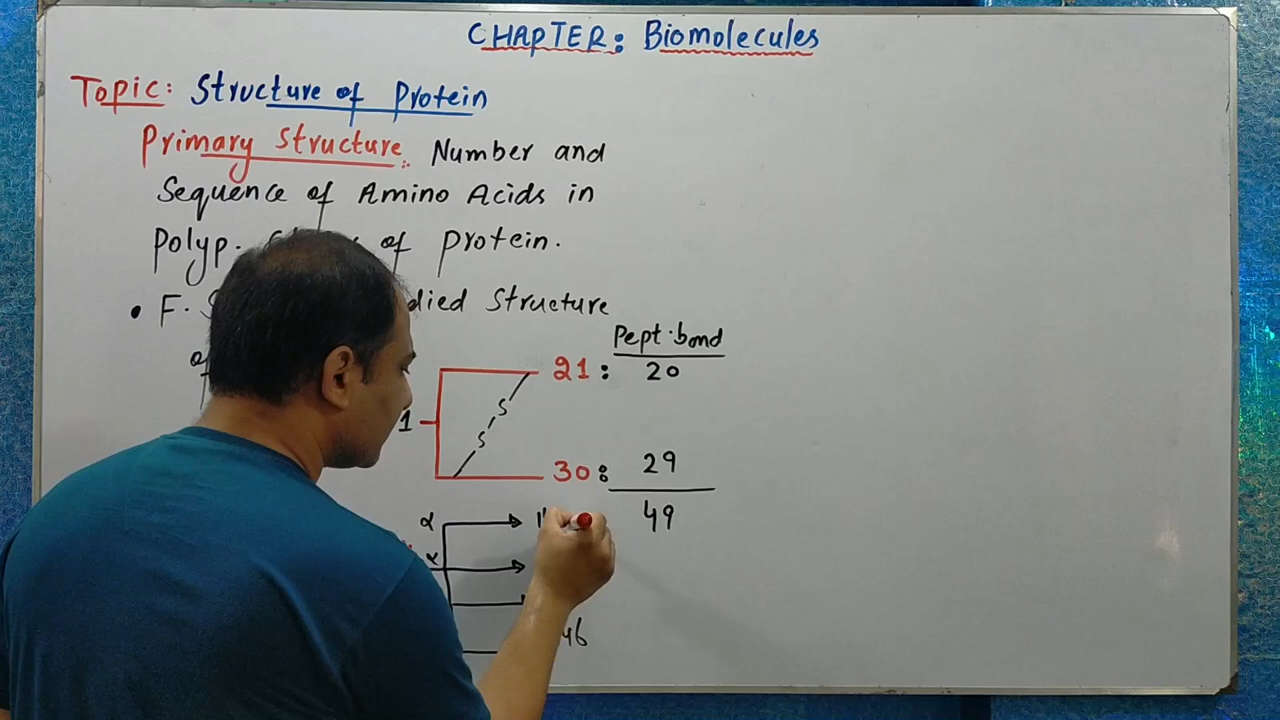 CHAPTER: Biomolecules
Topic: Structure of Protein
Primary Structure: Number and
Sequence of Amino Acids in
Polyp. of protein.
• F. Structure
Pept. bond
21 : 20
1
S
S
30 : 29
49
α
α
46